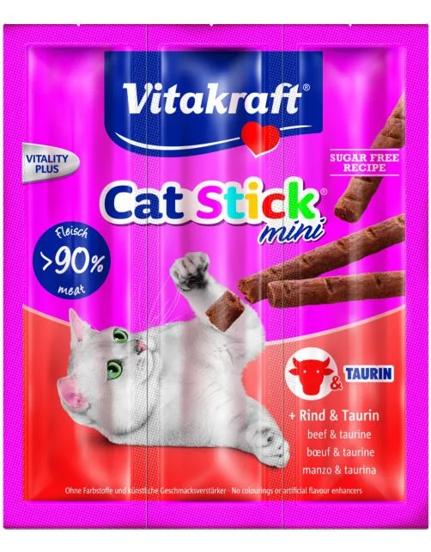 Vitakraft®
VITALITY
PLUS
SUGAR FREE
RECIPE
Cat Stick®
mini
Fleisch
>90%
meat
& TAURIN
+ Rind & Taurin
beef & taurine
bœuf & taurine
manzo & taurina
Ohne Farbstoffe und künstliche Geschmacksverstärker - No colourings or artificial flavour enhancers